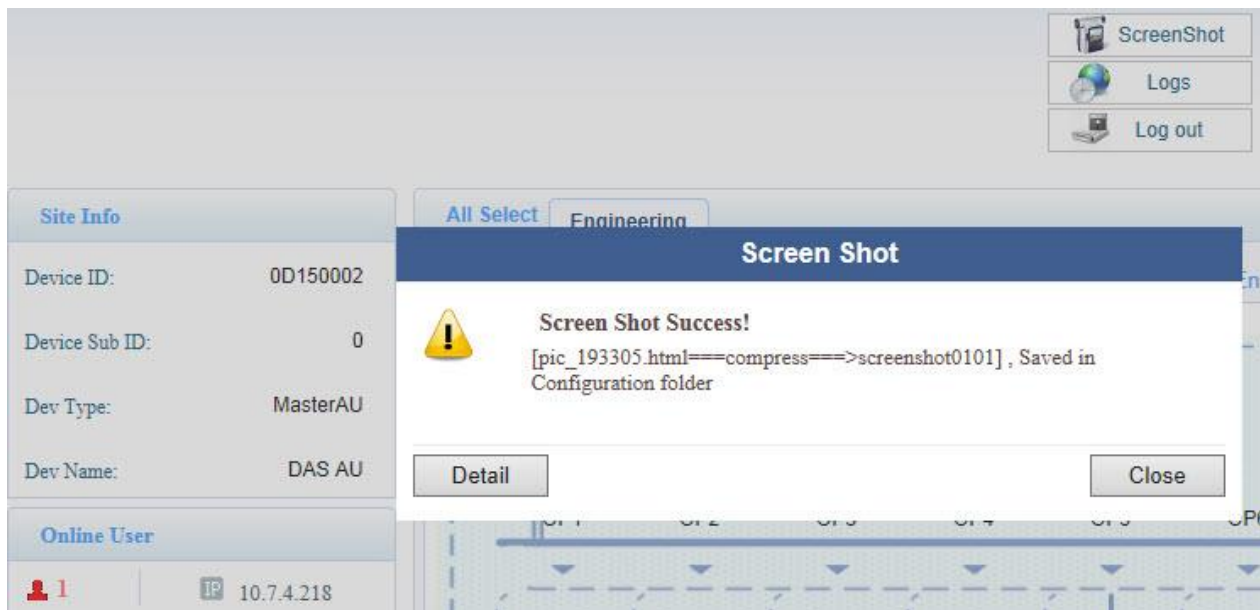 ScreenShot
Logs
Log out
Site Info
Device ID: 0D150002
Device Sub ID: 0
Dev Type: MasterAU
Dev Name: DAS AU
Online User
1 IP 10.7.4.218
All Select Engineering
En
Screen Shot
Screen Shot Success!
[pic_193305.html===compress===>screenshot0101] , Saved in
Configuration folder
Detail Close